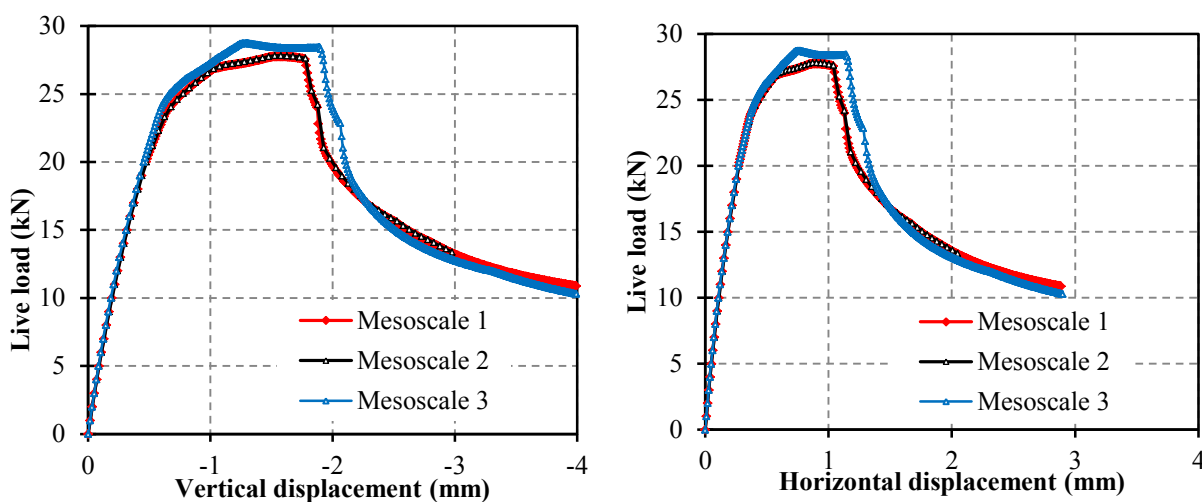 30
25
20
15
10
5
0
Live load (kN)
Mesoscale 1
Mesoscale 2
Mesoscale 3
0 -1 -2 -3 -4
Vertical displacement (mm)
30
25
20
15
10
5
0
Live load (kN)
Mesoscale 1
Mesoscale 2
Mesoscale 3
0 1 2 3 4
Horizontal displacement (mm)